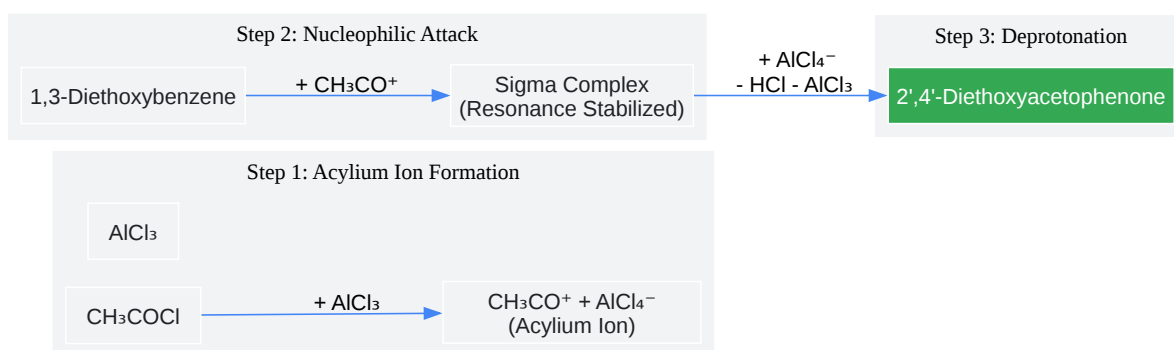 Step 2: Nucleophilic Attack
1,3-Diethoxybenzene
+ CH₃CO⁺
Sigma Complex
(Resonance Stabilized)
+ AlCl₄⁻
- HCl - AlCl₃
Step 3: Deprotonation
2',4'-Diethoxyacetophenone
Step 1: Acylium Ion Formation
AlCl₃
CH₃COCl
+ AlCl₃
CH₃CO⁺ + AlCl₄⁻
(Acylium Ion)